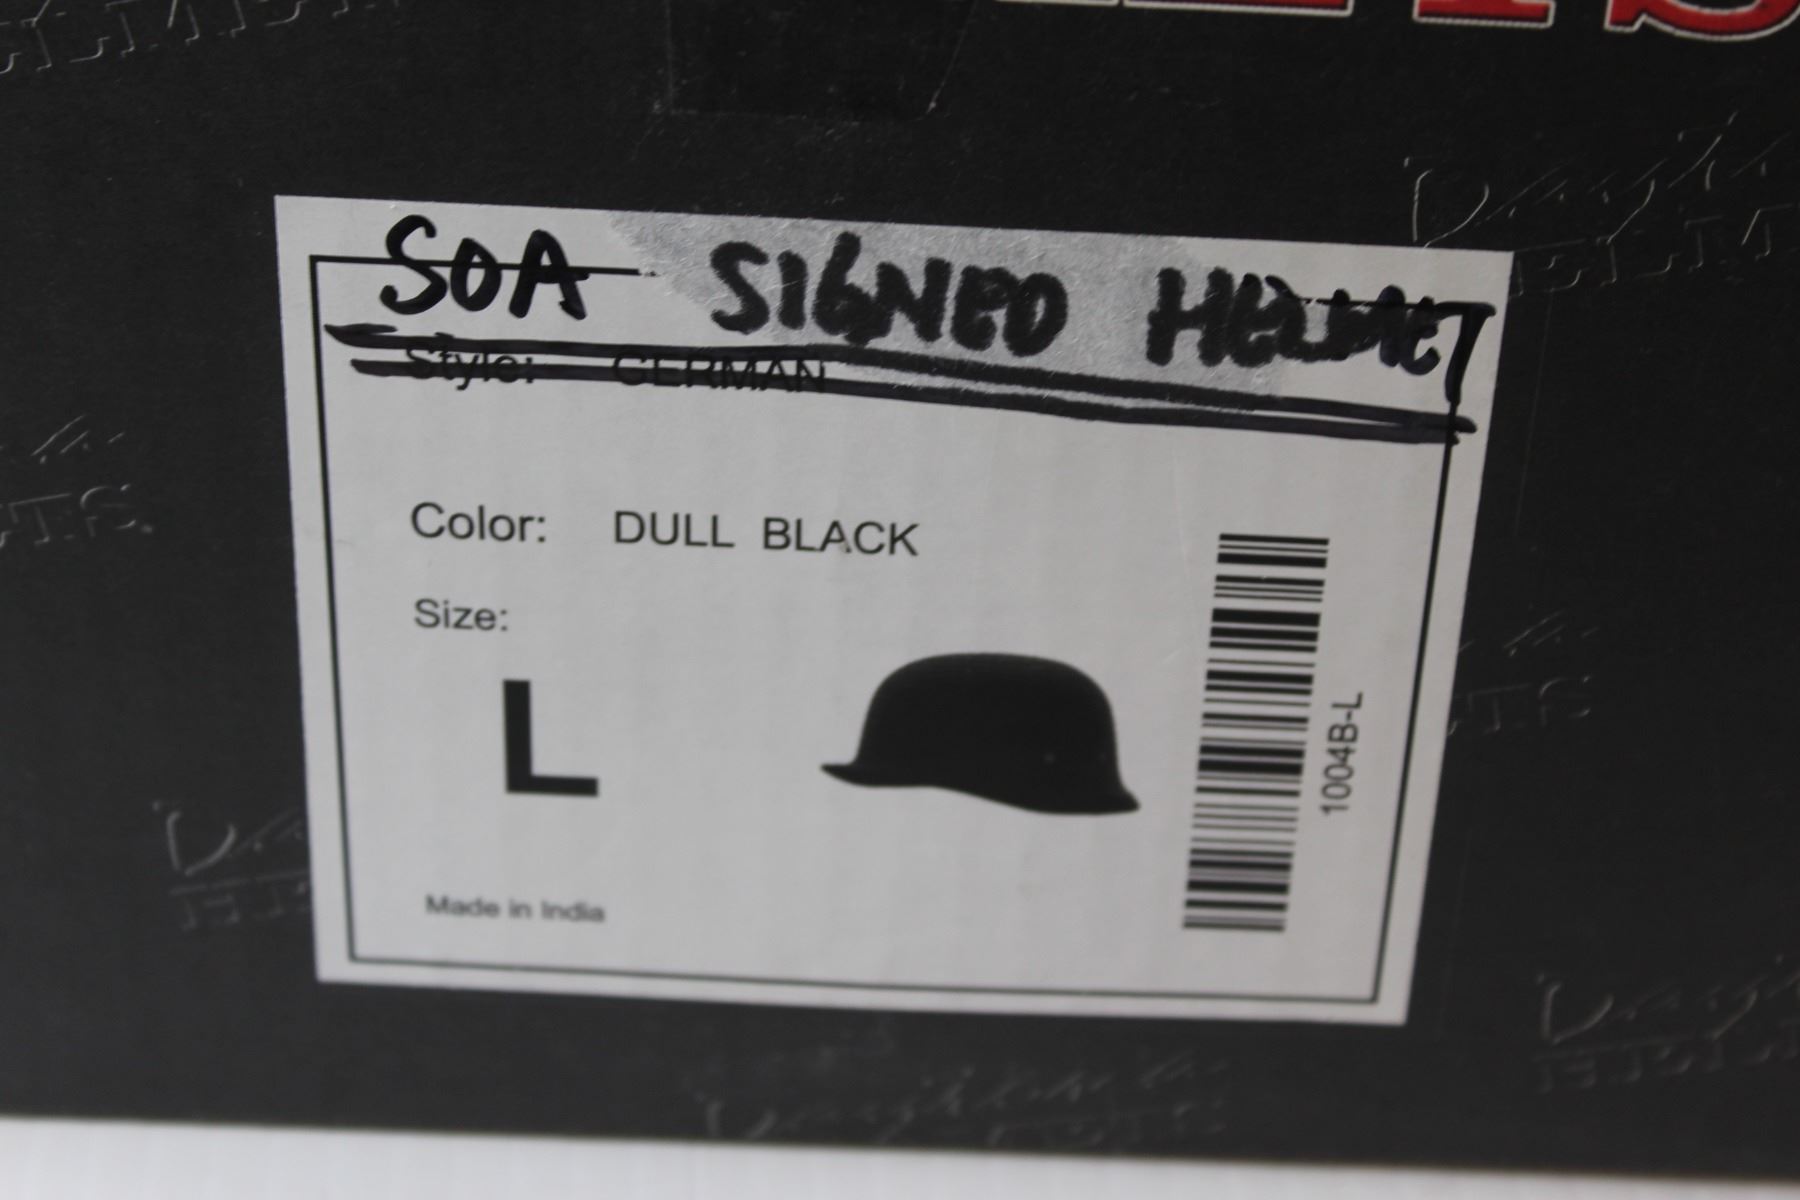 SOA SIGNED HELMET
Style: GERMAN
Color: DULL BLACK
Size:
L
1004B-L
Made in India